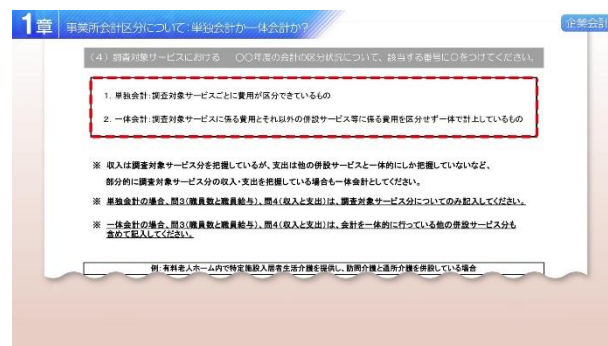 1章 事業所会計区分について:単独会計か一体会計か?
企業会計
(4)調査対象サービスにおける 〇〇年度の会計の区分状況について、該当する番号に〇をつけてください。
1. 単独会計:調査対象サービスごとに費用が区分できているもの
2. 一体会計:調査対象サービスに係る費用とそれ以外の併設サービス等に係る費用を区分せず一体で計上しているもの
※ 収入は調査対象サービス分を把握しているが、支出は他の併設サービスと一体的にしか把握していないなど、
部分的に調査対象サービス分の収入・支出を把握している場合も一体会計としてください。
※ 単独会計の場合、問3(職員数と職員給与)、問4(収入と支出)は、調査対象サービス分についてのみ記入してください。
※ 一体会計の場合、問3(職員数と職員給与)、問4(収入と支出)は、会計を一体的に行っている他の併設サービス分も
含めて記入してください。
例:有料老人ホーム内で特定施設入居者生活介護を提供し、訪問介護と通所介護を併設している場合